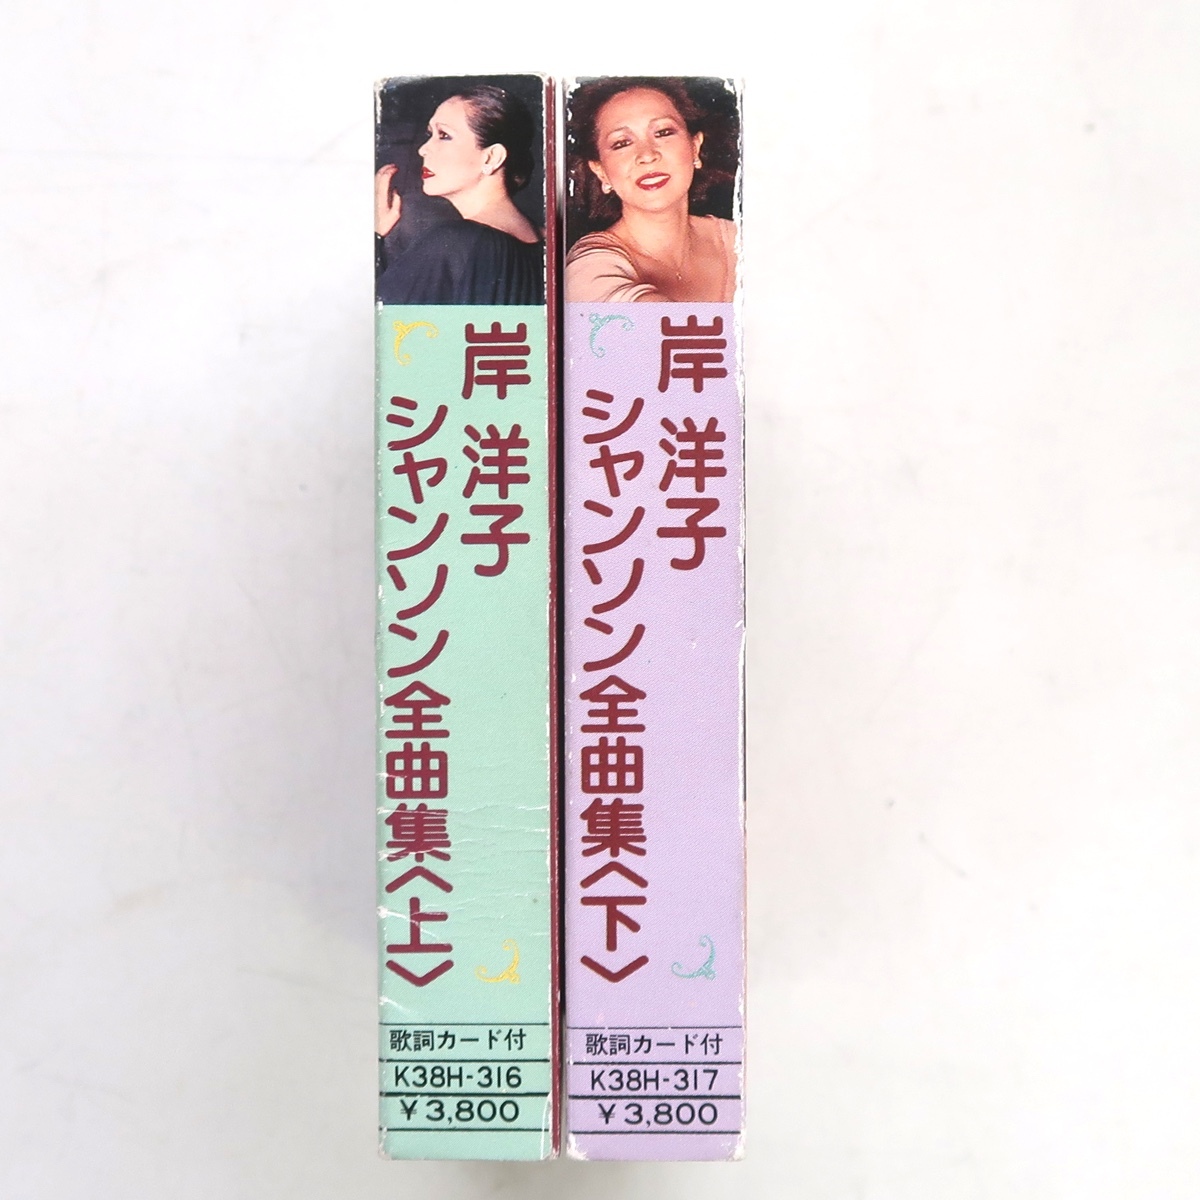 岸洋子
シャンソン全曲集〈上〉
歌詞カード付
K38H-316
¥3,800
岸洋子
シャンソン全曲集〈下〉
歌詞カード付
K38H-317
¥3,800